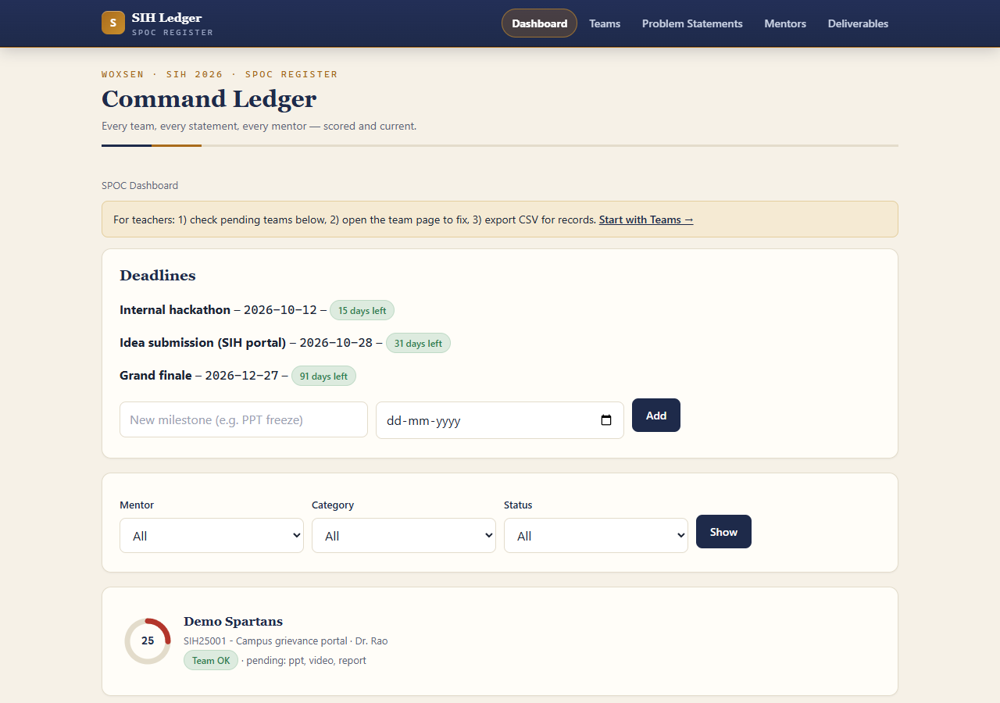 S
SIH Ledger
SPOC REGISTER
Dashboard Teams Problem Statements Mentors Deliverables
WOXSEN · SIH 2026 · SPOC REGISTER
Command Ledger
Every team, every statement, every mentor — scored and current.
SPOC Dashboard
For teachers: 1) check pending teams below, 2) open the team page to fix, 3) export CSV for records. Start with Teams →
Deadlines
Internal hackathon – 2026-10-12 – 15 days left
Idea submission (SIH portal) – 2026-10-28 – 31 days left
Grand finale – 2026-12-27 – 91 days left
New milestone (e.g. PPT freeze) dd-mm-yyyy Add
Mentor Category Status
All All All Show
25
Demo Spartans
SIH25001 - Campus grievance portal · Dr. Rao
Team OK · pending: ppt, video, report